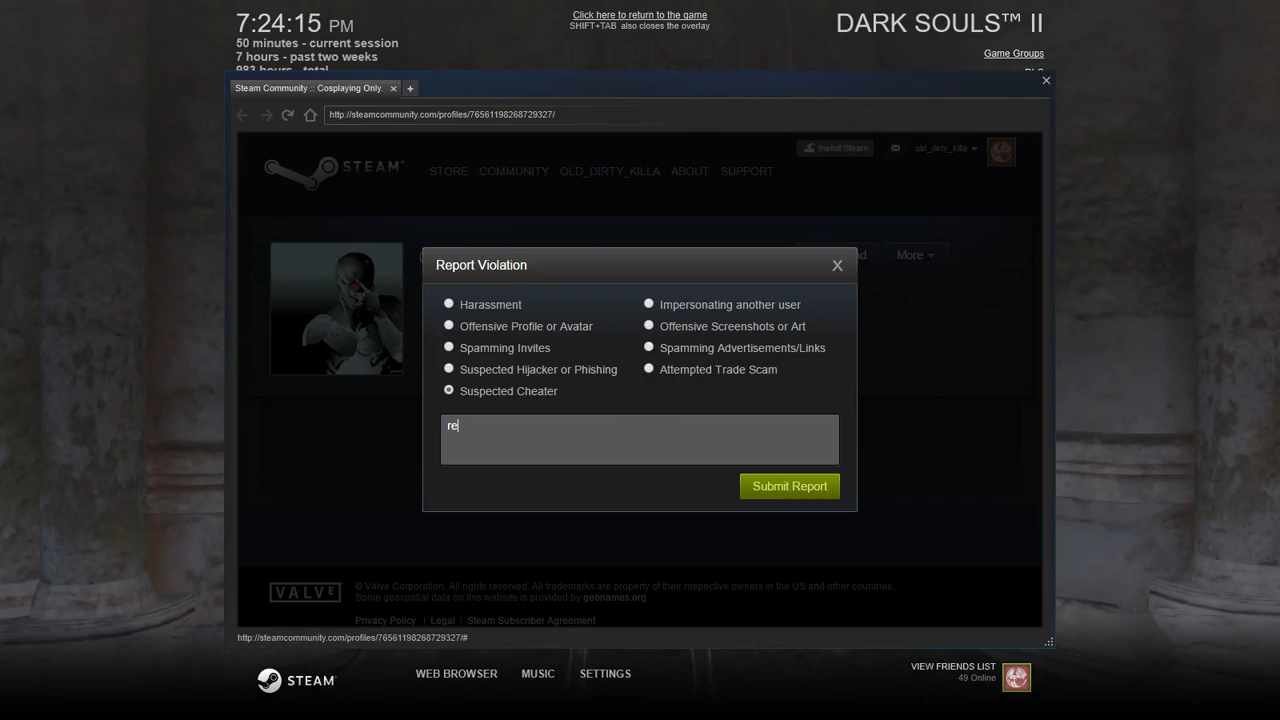 7:24:15 PM
50 minutes - current session
7 hours - past two weeks
983 hours - total
Click here to return to the game
SHIFT+TAB also closes the overlay
DARK SOULS™ II
Game Groups
Steam Community :: Cosplaying Only.
http://steamcommunity.com/profiles/76561198268729327/
STEAM
STORE COMMUNITY OLD_DIRTY_KILLA ABOUT SUPPORT
Install Steam
old_dirty_killa
More
Report Violation
X
Harassment
Impersonating another user
Offensive Profile or Avatar
Offensive Screenshots or Art
Spamming Invites
Spamming Advertisements/Links
Suspected Hijacker or Phishing
Attempted Trade Scam
Suspected Cheater
re
Submit Report
VALVE
© Valve Corporation. All rights reserved. All trademarks are property of their respective owners in the US and other countries.
Some geospatial data on this website is provided by geonames.org.
Privacy Policy | Legal | Steam Subscriber Agreement
http://steamcommunity.com/profiles/76561198268729327/#
STEAM
WEB BROWSER MUSIC SETTINGS
VIEW FRIENDS LIST
49 Online